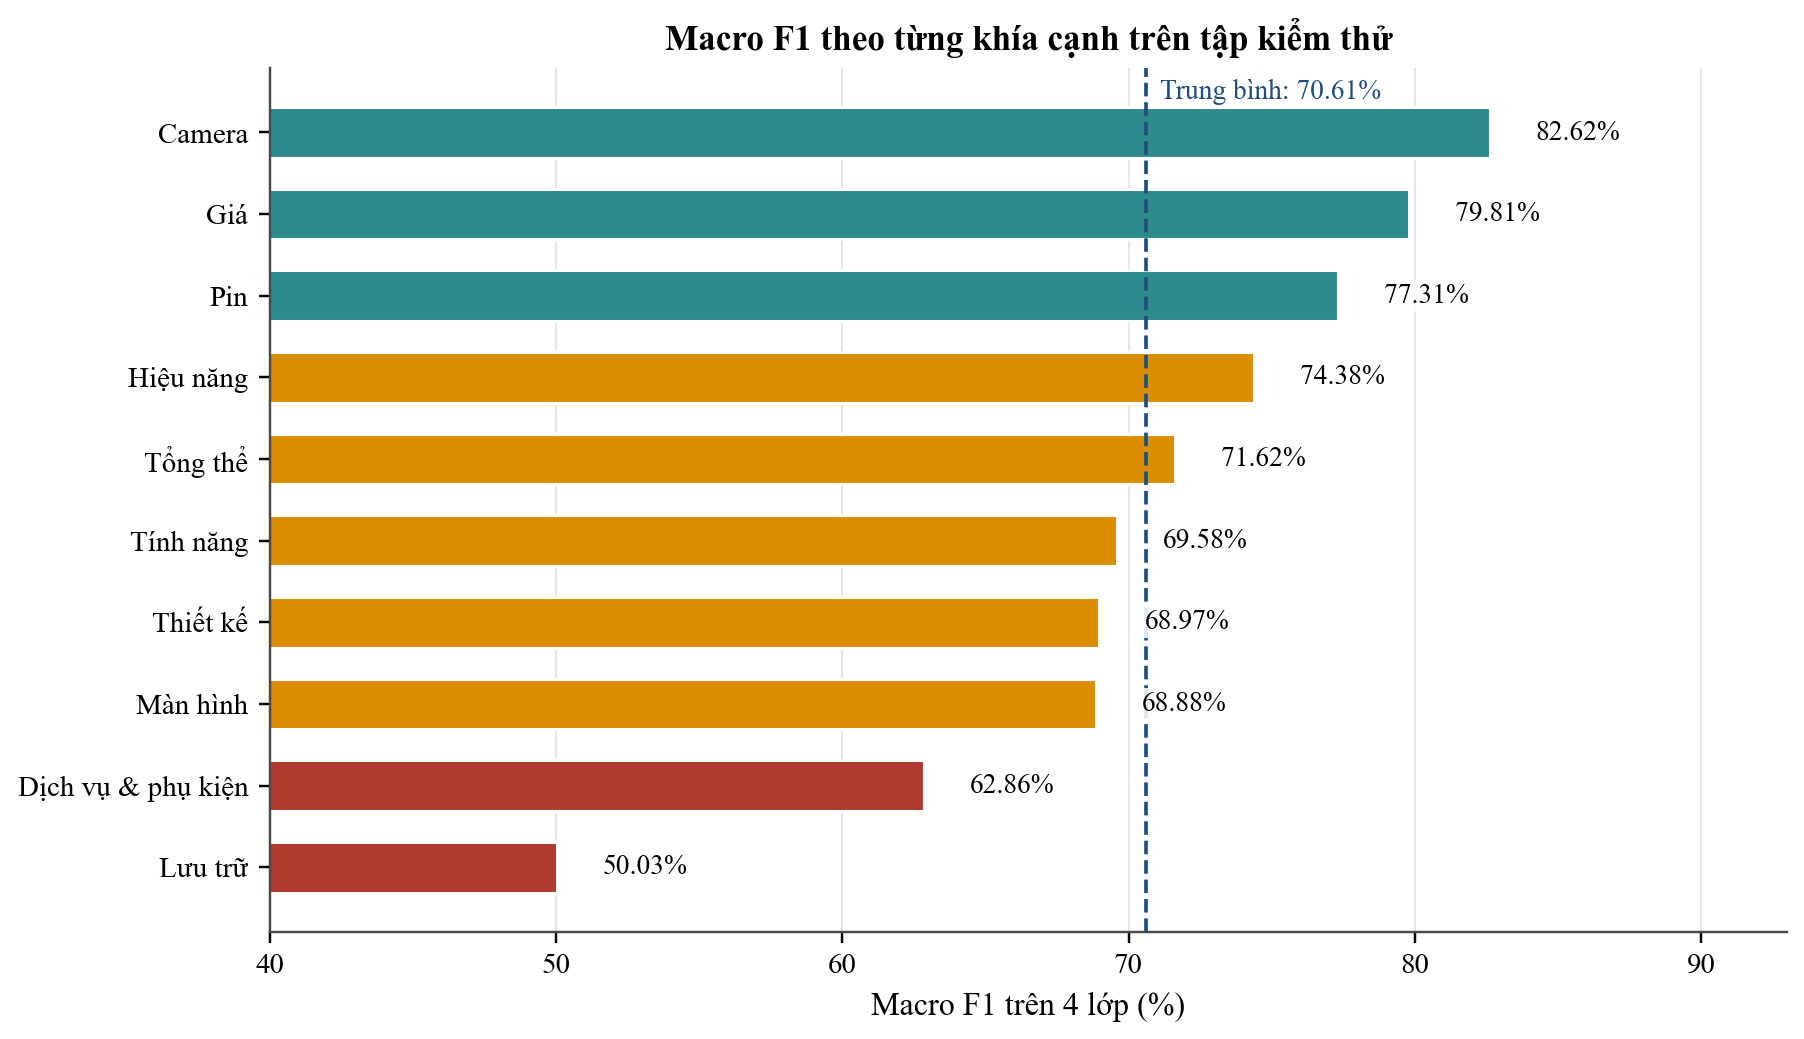 Macro F1 theo từng khía cạnh trên tập kiểm thử
Trung bình: 70.61%
Camera 82.62%
Giá 79.81%
Pin 77.31%
Hiệu năng 74.38%
Tổng thể 71.62%
Tính năng 69.58%
Thiết kế 68.97%
Màn hình 68.88%
Dịch vụ & phụ kiện 62.86%
Lưu trữ 50.03%
40 50 60 70 80 90
Macro F1 trên 4 lớp (%)